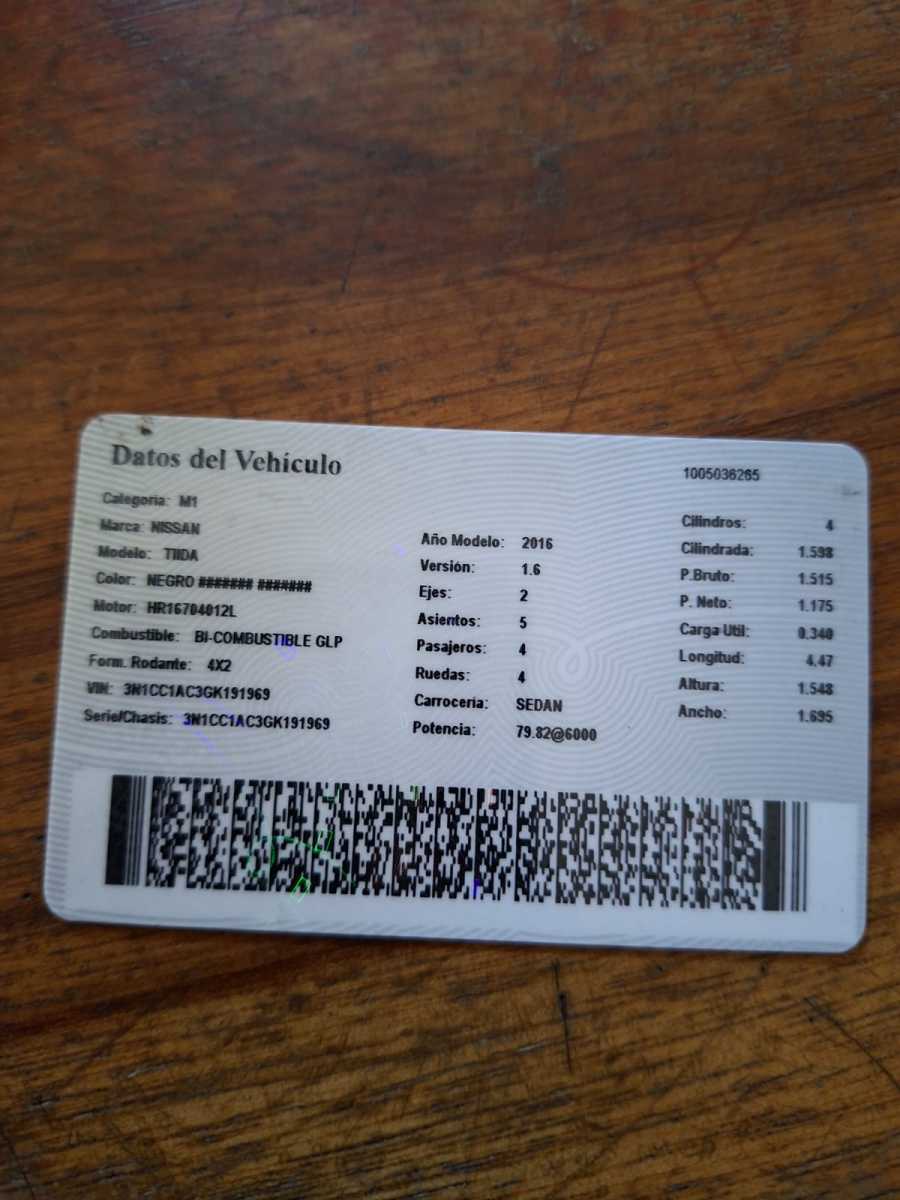 Datos del Vehículo
1005036265
Categoría: M1
Marca: NISSAN
Modelo: TIIDA
Color: NEGRO ####### #######
Motor: HR16704012L
Combustible: BI-COMBUSTIBLE GLP
Form. Rodante: 4X2
VIN: 3N1CC1AC3GK191969
Serie/Chasis: 3N1CC1AC3GK191969
Año Modelo: 2016
Versión: 1.6
Ejes: 2
Asientos: 5
Pasajeros: 4
Ruedas: 4
Carrocería: SEDAN
Potencia: 79.82@6000
Cilindros: 4
Cilindrada: 1.598
P.Bruto: 1.515
P. Neto: 1.175
Carga Util: 0.340
Longitud: 4.47
Altura: 1.548
Ancho: 1.695